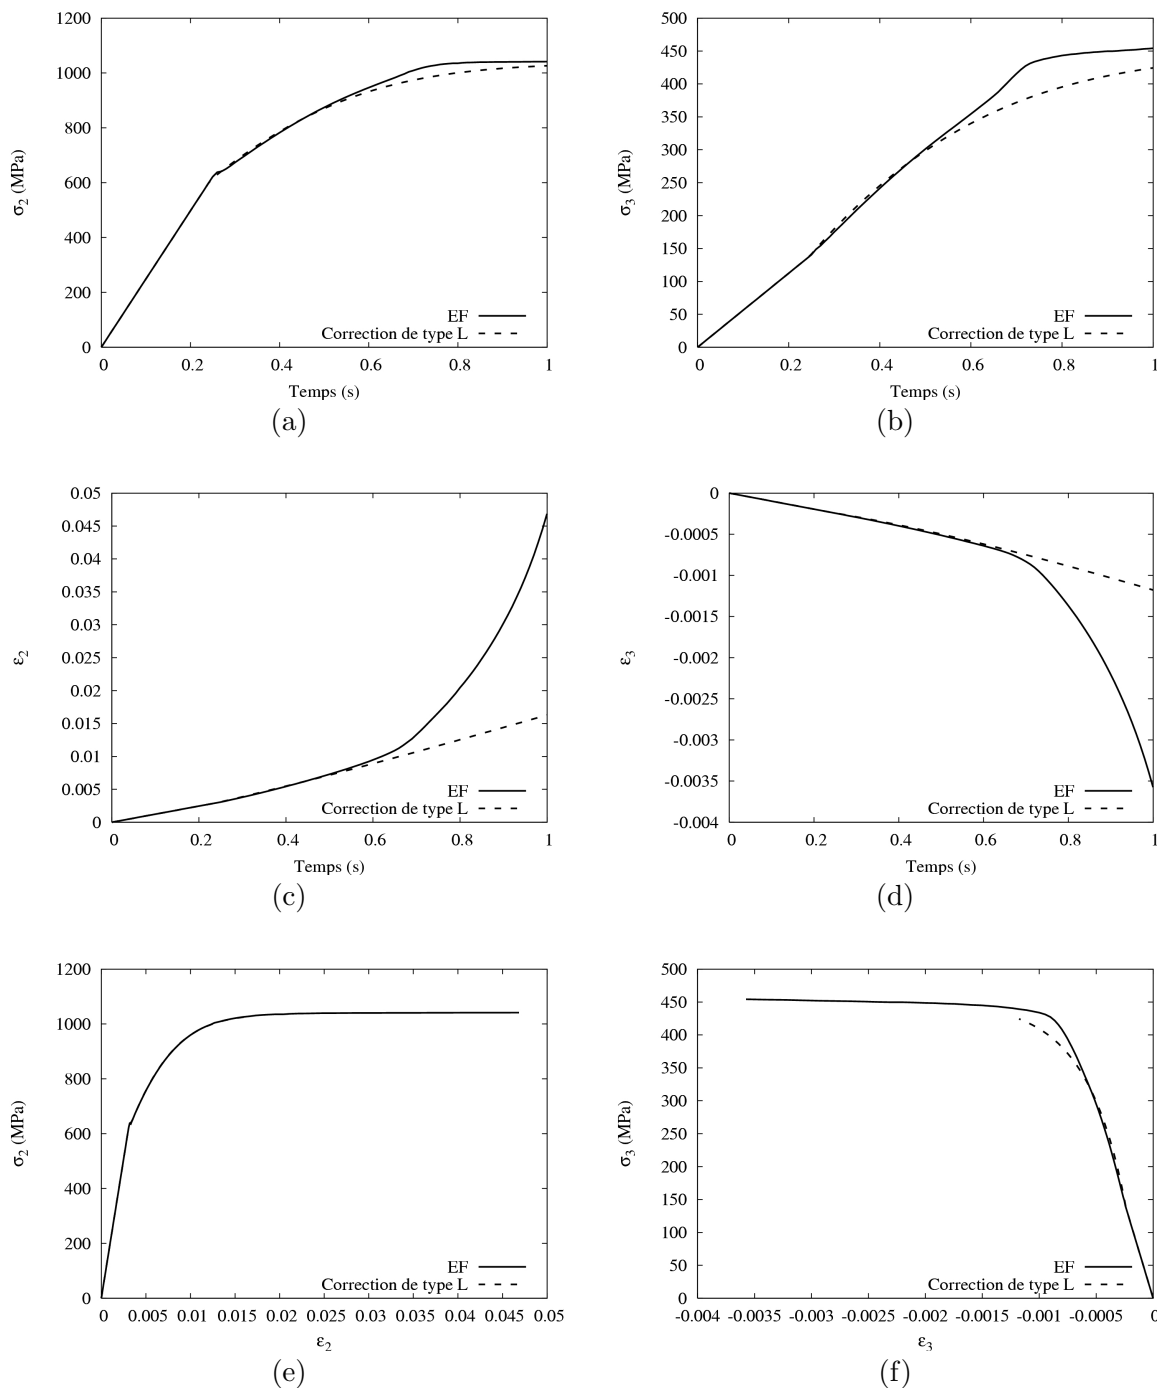 1200
1000
800
600
400
200
0
0 0.2 0.4 0.6 0.8 1
σ2 (MPa)
Temps (s)
EF
Correction de type L
(a)
500
450
400
350
300
250
200
150
100
50
0
0 0.2 0.4 0.6 0.8 1
σ3 (MPa)
Temps (s)
EF
Correction de type L
(b)
0.05
0.045
0.04
0.035
0.03
0.025
0.02
0.015
0.01
0.005
0
0 0.2 0.4 0.6 0.8 1
ε2
Temps (s)
EF
Correction de type L
(c)
0
-0.0005
-0.001
-0.0015
-0.002
-0.0025
-0.003
-0.0035
-0.004
0 0.2 0.4 0.6 0.8 1
ε3
Temps (s)
EF
Correction de type L
(d)
1200
1000
800
600
400
200
0
0 0.005 0.01 0.015 0.02 0.025 0.03 0.035 0.04 0.045 0.05
σ2 (MPa)
ε2
EF
Correction de type L
(e)
500
450
400
350
300
250
200
150
100
50
0
-0.004 -0.0035 -0.003 -0.0025 -0.002 -0.0015 -0.001 -0.0005 0
σ3 (MPa)
ε3
EF
Correction de type L
(f)